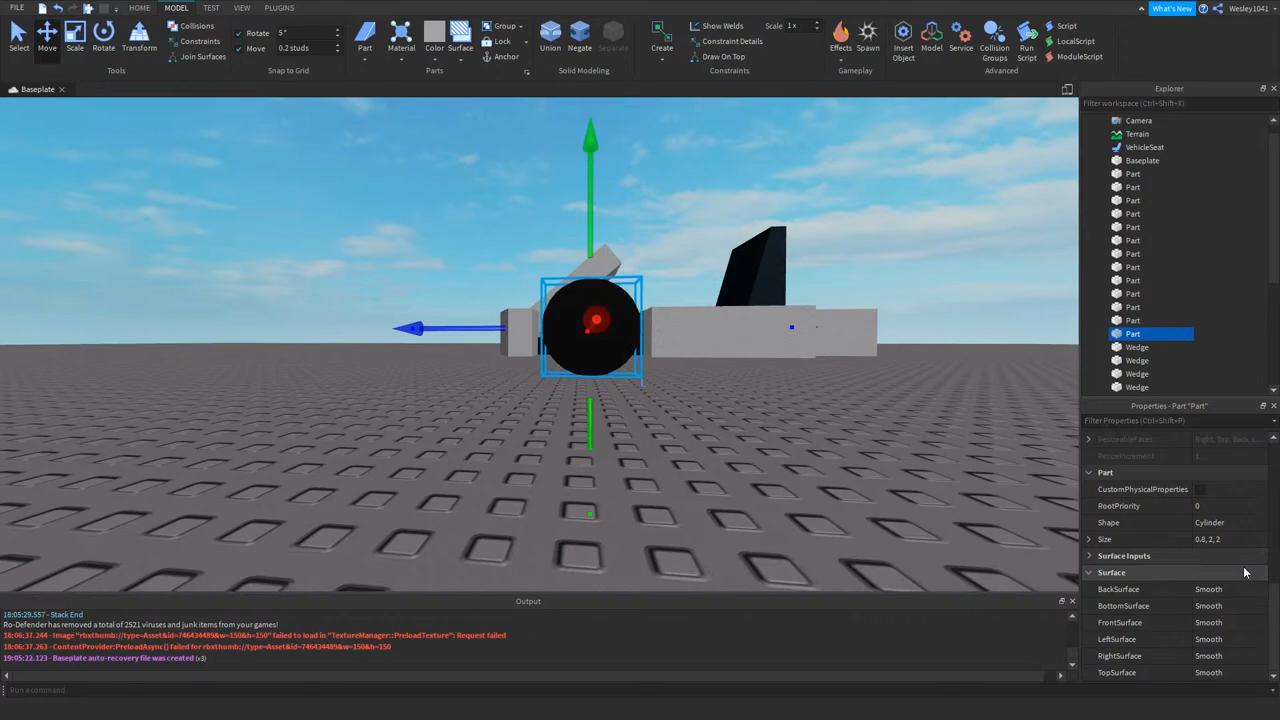 FILE HOME MODEL TEST VIEW PLUGINS What's New Wesley1041
Select Move Scale Rotate Transform
Collisions
Constraints
Join Surfaces
Tools
Rotate 5°
Move 0.2 studs
Snap to Grid
Part Material Color Surface
Group
Lock
Anchor
Parts
Union Negate Separate
Solid Modeling
Create
Show Welds Scale 1x
Constraint Details
Draw On Top
Constraints
Effects Spawn
Gameplay
Insert Object Model Service Collision Groups Run Script
Script
LocalScript
ModuleScript
Advanced
Baseplate
Explorer
Filter workspace (Ctrl+Shift+X)
Camera
Terrain
VehicleSeat
Baseplate
Part
Part
Part
Part
Part
Part
Part
Part
Part
Part
Part
Part
Part
Wedge
Wedge
Wedge
Wedge
Properties - Part "Part"
Filter Properties (Ctrl+Shift+P)
ResizeableFaces Right, Top, Back, L...
ResizeIncrement 1
Part
CustomPhysicalProperties
RootPriority 0
Shape Cylinder
Size 0.8, 2, 2
Surface Inputs
Surface
BackSurface Smooth
BottomSurface Smooth
FrontSurface Smooth
LeftSurface Smooth
RightSurface Smooth
TopSurface Smooth
Output
18:05:29.557 - Stack End
Ro-Defender has removed a total of 2521 viruses and junk items from your games!
18:06:37.244 - Image "rbxthumb://type=Asset&id=746434489&w=150&h=150" failed to load in "TextureManager::PreloadTexture": Request failed
18:06:37.263 - ContentProvider:PreloadAsync() failed for rbxthumb://type=Asset&id=746434489&w=150&h=150
19:05:22.123 - Baseplate auto-recovery file was created (x3)
Run a command